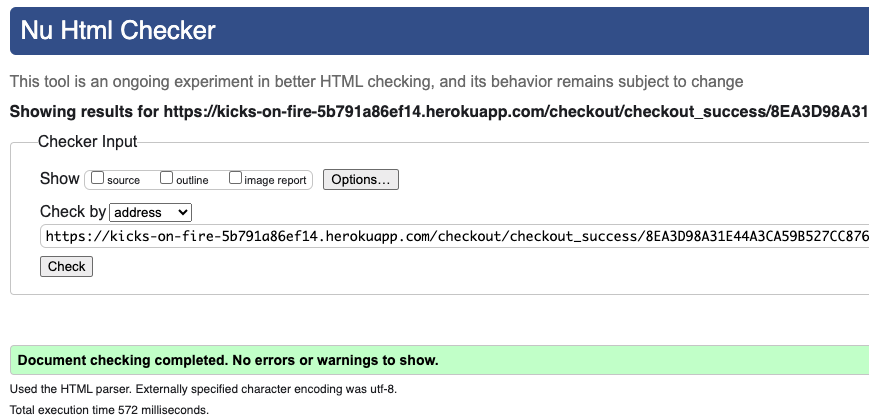 Nu Html Checker
This tool is an ongoing experiment in better HTML checking, and its behavior remains subject to change
Showing results for https://kicks-on-fire-5b791a86ef14.herokuapp.com/checkout/checkout_success/8EA3D98A31
Checker Input
Show source outline image report Options...
Check by address
https://kicks-on-fire-5b791a86ef14.herokuapp.com/checkout/checkout_success/8EA3D98A31E44A3CA59B527CC876
Check
Document checking completed. No errors or warnings to show.
Used the HTML parser. Externally specified character encoding was utf-8.
Total execution time 572 milliseconds.